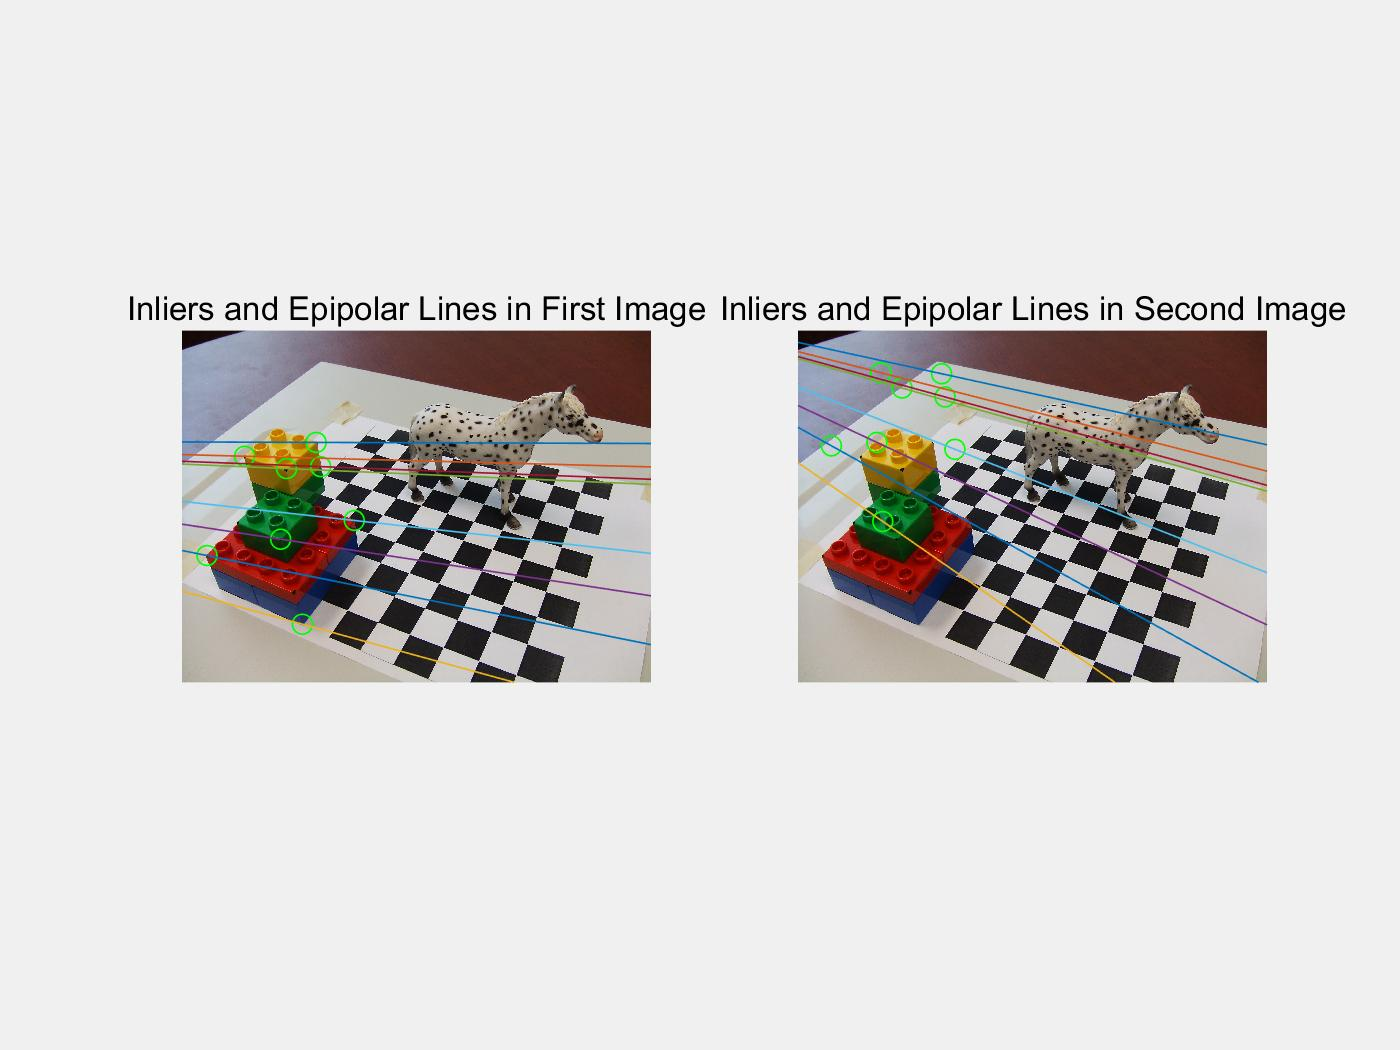 Inliers and Epipolar Lines in First Image
Inliers and Epipolar Lines in Second Image